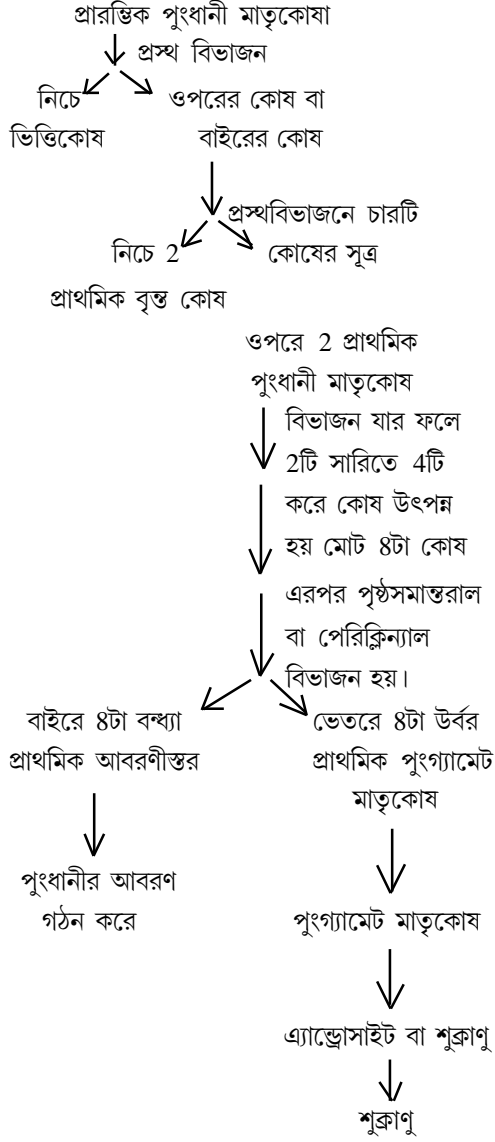 প্রারম্ভিক পুংধানী মাতৃকোষা
প্রস্থ বিভাজন
নিচে
ভিত্তিকোষ
ওপরের কোষ বা
বাইরের কোষ
প্রস্থবিভাজনে চারটি
কোষের সূত্র
নিচে 2
প্রাথমিক বৃন্ত কোষ
ওপরে 2 প্রাথমিক
পুংধানী মাতৃকোষ
বিভাজন যার ফলে
2টি সারিতে 4টি
করে কোষ উৎপন্ন
হয় মোট 8টা কোষ
এরপর পৃষ্ঠসমান্তরাল
বা পেরিক্লিন্যাল
বিভাজন হয়।
বাইরে 8টা বন্ধ্যা
প্রাথমিক আবরণীস্তর
ভেতরে 8টা উর্বর
প্রাথমিক পুংগ্যামেট
মাতৃকোষ
পুংধানীর আবরণ
গঠন করে
পুংগ্যামেট মাতৃকোষ
এ্যান্ড্রোসাইট বা শুক্রাণু
শুক্রাণু